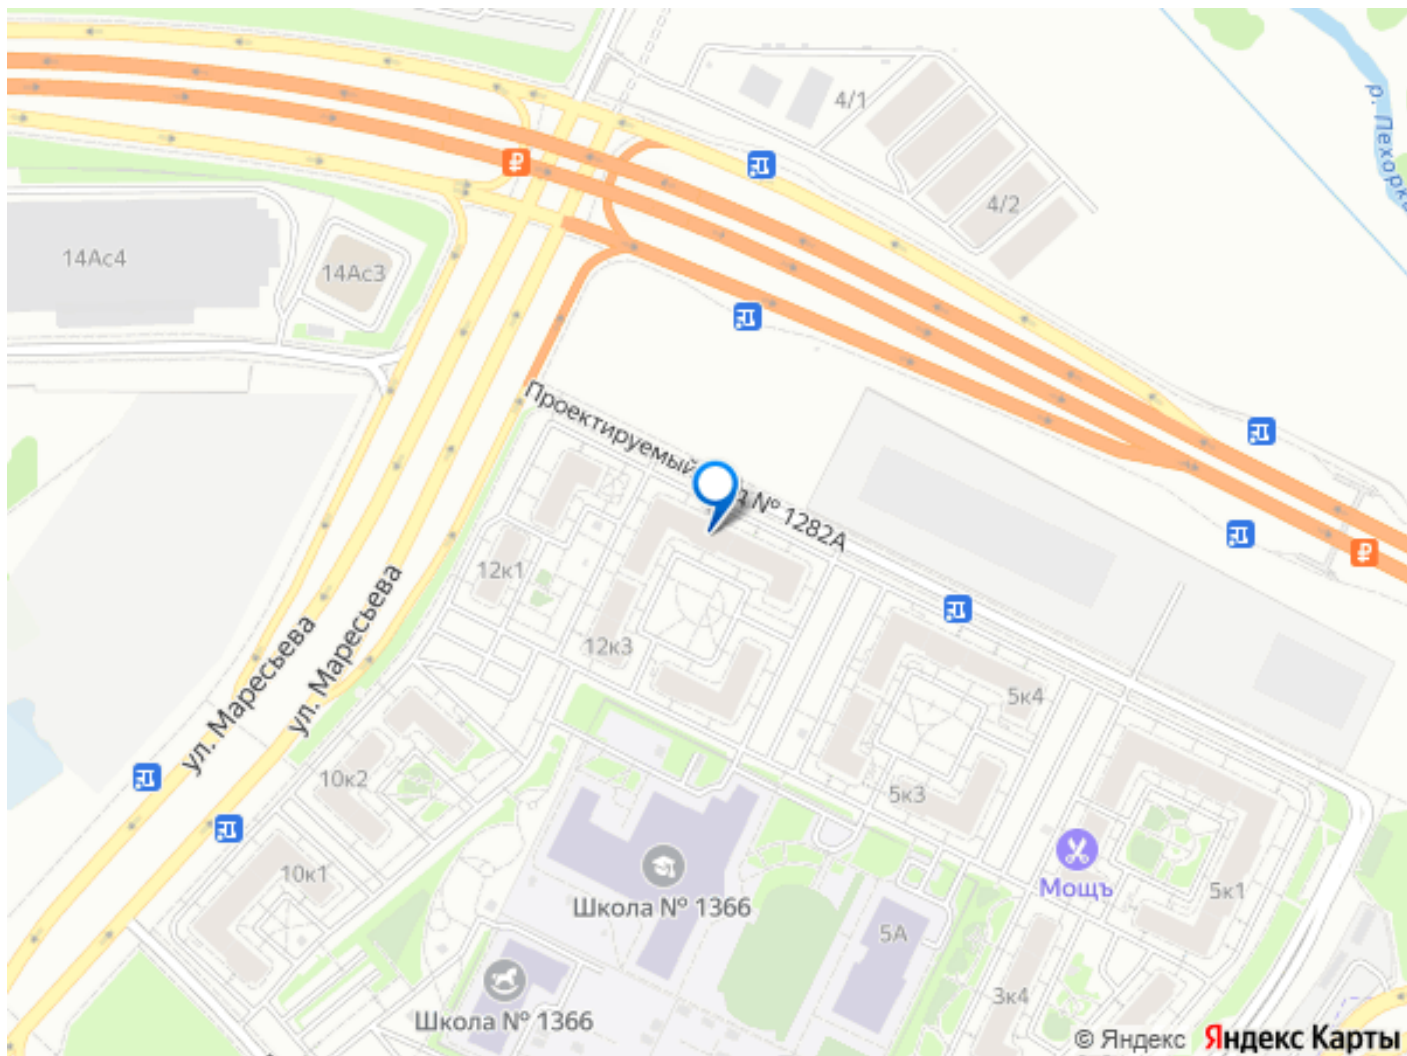 4/1
р. Пехорка
4/2
14Ас4
14Ас3
Проектируемый
д № 1282А
12к1
12к3
ул. Маресьева
ул. Маресьева
5к4
10к2
5к3
10к1
Мощъ
5к1
Школа № 1366
5А
3к4
Школа № 1366
© Яндекс Яндекс Карты